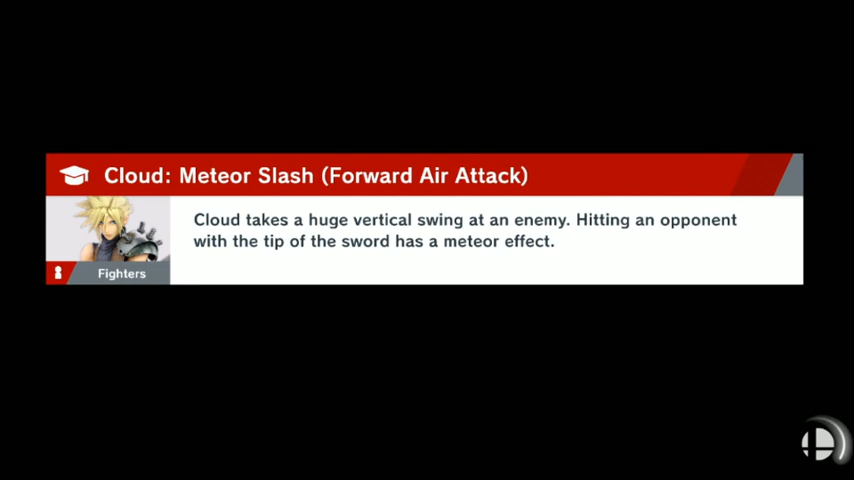 Cloud: Meteor Slash (Forward Air Attack)
Cloud takes a huge vertical swing at an enemy. Hitting an opponent
with the tip of the sword has a meteor effect.
Fighters